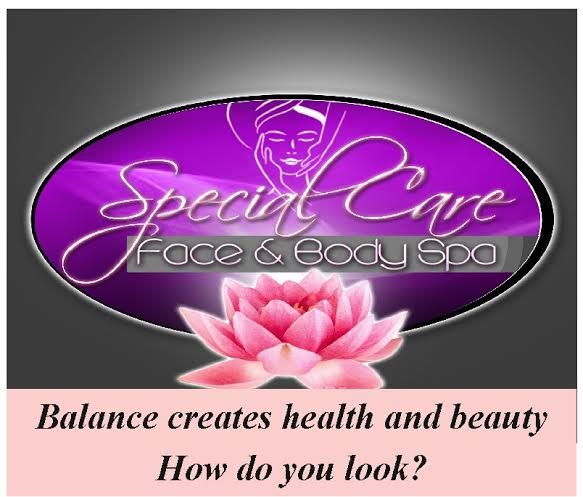 Special Care
Face & Body Spa
Balance creates health and beauty
How do you look?